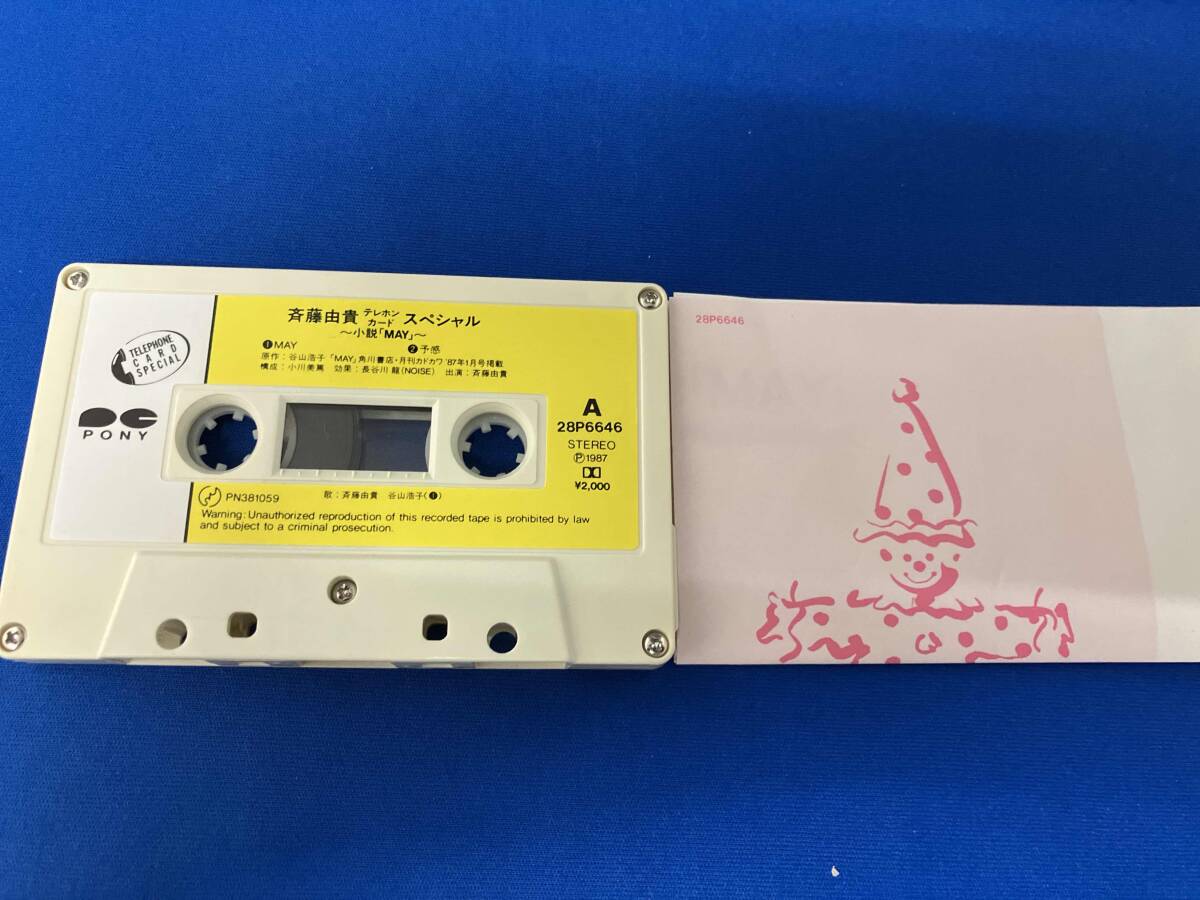 斉藤由貴 テレホンカード スペシャル
～小説「MAY」～
❶MAY ❷予感
原作：谷山浩子「MAY」角川書店・月刊カドカワ'87年1月号掲載
構成：小川美篤 効果：長谷川龍(NOISE) 出演：斉藤由貴
TELEPHONE
CARD
SPECIAL
PONY
A
28P6646
STEREO
Ⓟ1987
¥2,000
PN381059 歌：斉藤由貴 谷山浩子(❶)
Warning: Unauthorized reproduction of this recorded tape is prohibited by law
and subject to a criminal prosecution.
28P6646